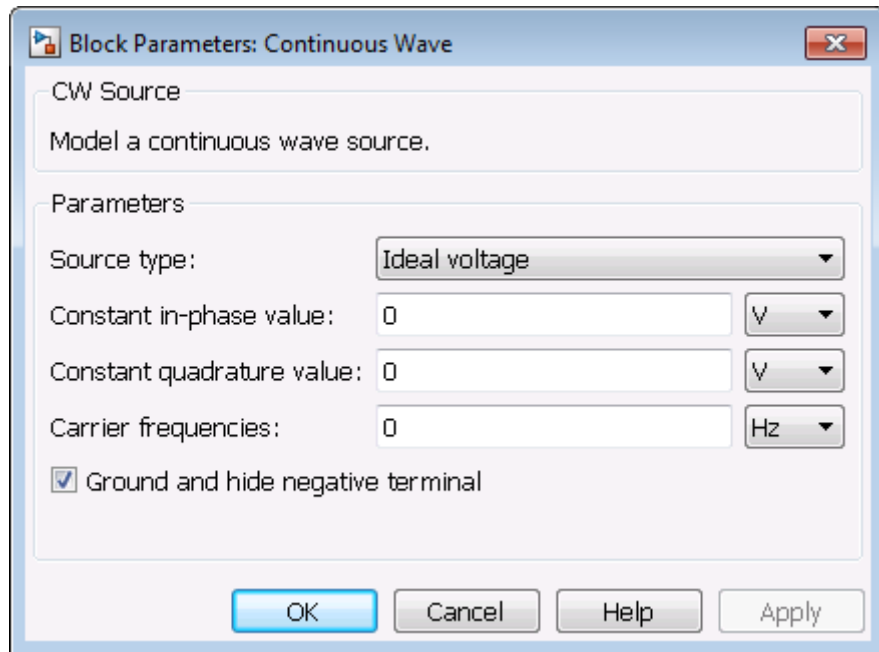 Block Parameters: Continuous Wave
CW Source
Model a continuous wave source.
Parameters
Source type: Ideal voltage
Constant in-phase value: 0 V
Constant quadrature value: 0 V
Carrier frequencies: 0 Hz
Ground and hide negative terminal
OK Cancel Help Apply